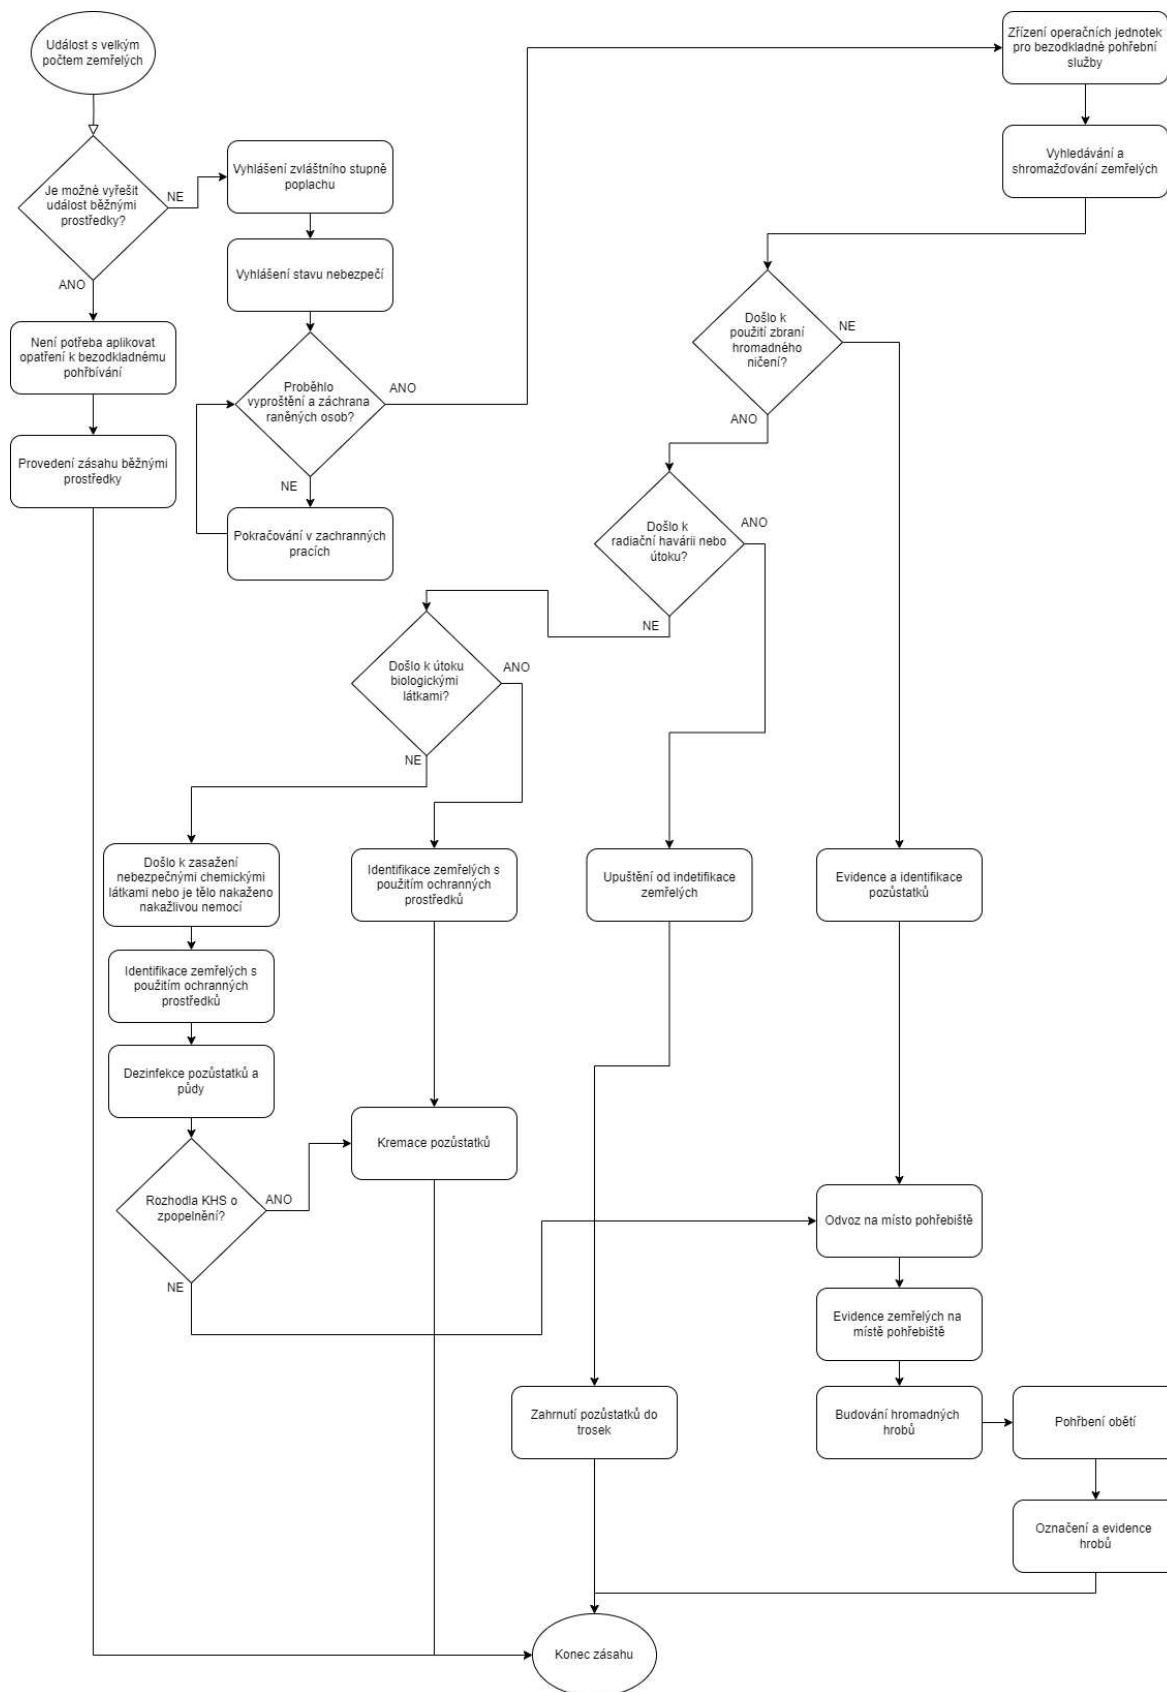 Událost s velkým
počtem zemřelých
Zřízení operačních jednotek
pro bezodkladné pohřební
služby
Vyhledávání a
shromažďování zemřelých
Je možné vyřešit
událost běžnými
prostředky?
NE
ANO
Vyhlášení zvláštního stupně
poplachu
Vyhlášení stavu nebezpečí
Není potřeba aplikovat
opatření k bezodkladnému
pohřbívání
Provedení zásahu běžnými
prostředky
Proběhlo
vyproštění a záchrana
raněných osob?
ANO
NE
Pokračování v zachranných
pracích
Došlo k
použití zbraní
hromadného
ničení?
NE
ANO
Došlo k
radiační havárii nebo
útoku?
ANO
NE
Došlo k útoku
biologickými
látkami?
ANO
NE
Došlo k zasažení
nebezpečnými chemickými
látkami nebo je tělo nakaženo
nakažlivou nemocí
Identifikace zemřelých s
použitím ochranných
prostředků
Upuštění od indetifikace
zemřelých
Evidence a identifikace
pozůstatků
Identifikace zemřelých s
použitím ochranných
prostředků
Dezinfekce pozůstatků a
půdy
Kremace pozůstatků
Rozhodla KHS o
zpopelnění?
ANO
NE
Odvoz na místo pohřebiště
Evidence zemřelých na
místě pohřebiště
Zahrnutí pozůstatků do
trosek
Budování hromadných
hrobů
Pohřbení obětí
Označení a evidence
hrobů
Konec zásahu